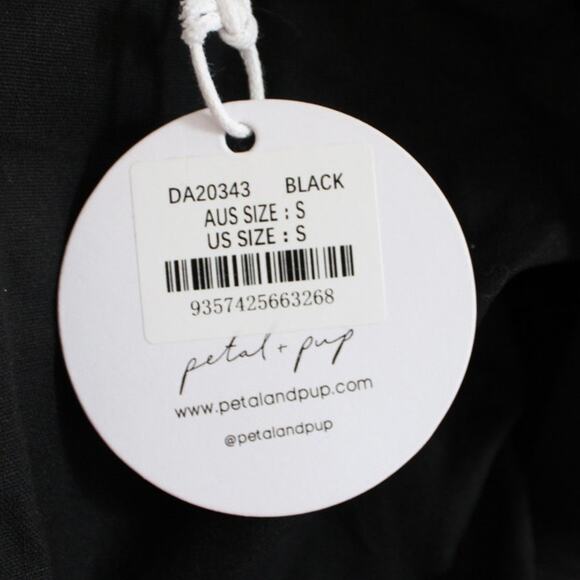 DA20343 BLACK
AUS SIZE : S
US SIZE : S
9357425663268
petal + pup
www.petalandpup.com
@petalandpup